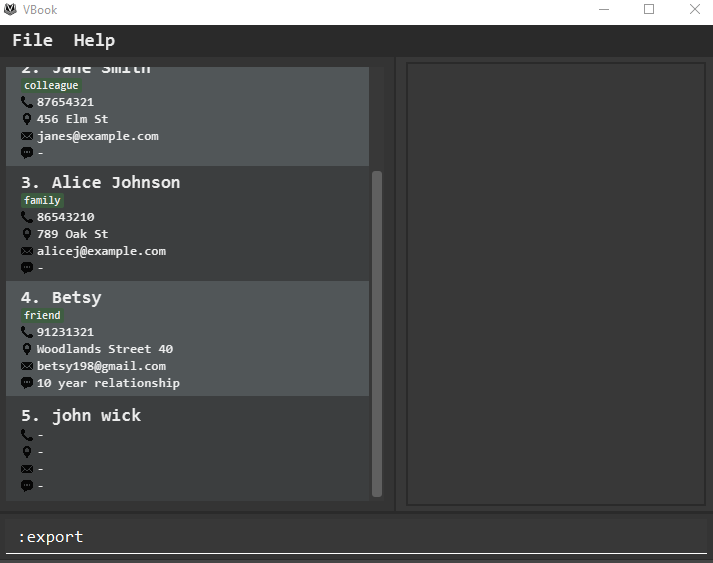 VBook
File Help
2. Jane Smith
colleague
87654321
456 Elm St
janes@example.com
-
3. Alice Johnson
family
86543210
789 Oak St
alicej@example.com
-
4. Betsy
friend
91231321
Woodlands Street 40
betsy198@gmail.com
10 year relationship
5. john wick
-
-
-
-
:export